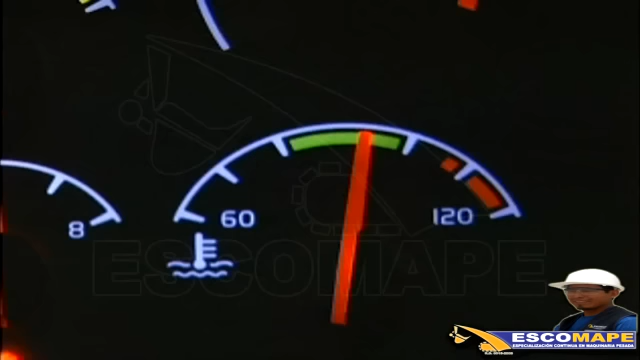 8
60
120
ESCOMAPE
ESCOMAPE
ESPECIALIZACIÓN CONTINUA EN MAQUINARIA PESADA